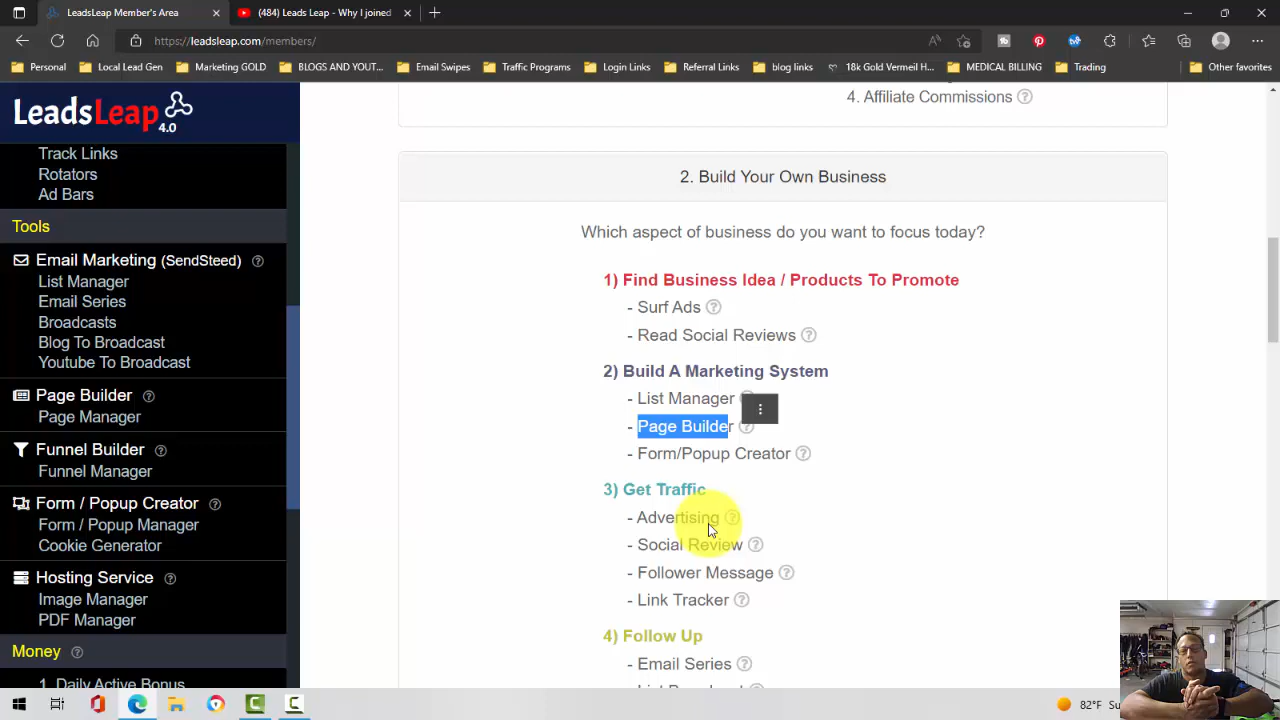 LeadsLeap Member's Area
(484) Leads Leap - Why I joined
https://leadsleap.com/members/
Personal
Local Lead Gen
Marketing GOLD
BLOGS AND YOUT...
Email Swipes
Traffic Programs
Login Links
Referral Links
blog links
18k Gold Vermeil H...
MEDICAL BILLING
Trading
Other favorites
LeadsLeap
4.0
Track Links
Rotators
Ad Bars
Tools
Email Marketing (SendSteed)
List Manager
Email Series
Broadcasts
Blog To Broadcast
Youtube To Broadcast
Page Builder
Page Manager
Funnel Builder
Funnel Manager
Form / Popup Creator
Form / Popup Manager
Cookie Generator
Hosting Service
Image Manager
PDF Manager
Money
1. Daily Active Bonus
4. Affiliate Commissions
2. Build Your Own Business
Which aspect of business do you want to focus today?
1) Find Business Idea / Products To Promote
- Surf Ads
- Read Social Reviews
2) Build A Marketing System
- List Manager
- Page Builder
- Form/Popup Creator
3) Get Traffic
- Advertising
- Social Review
- Follower Message
- Link Tracker
4) Follow Up
- Email Series
- List Broadcast
82°F Su